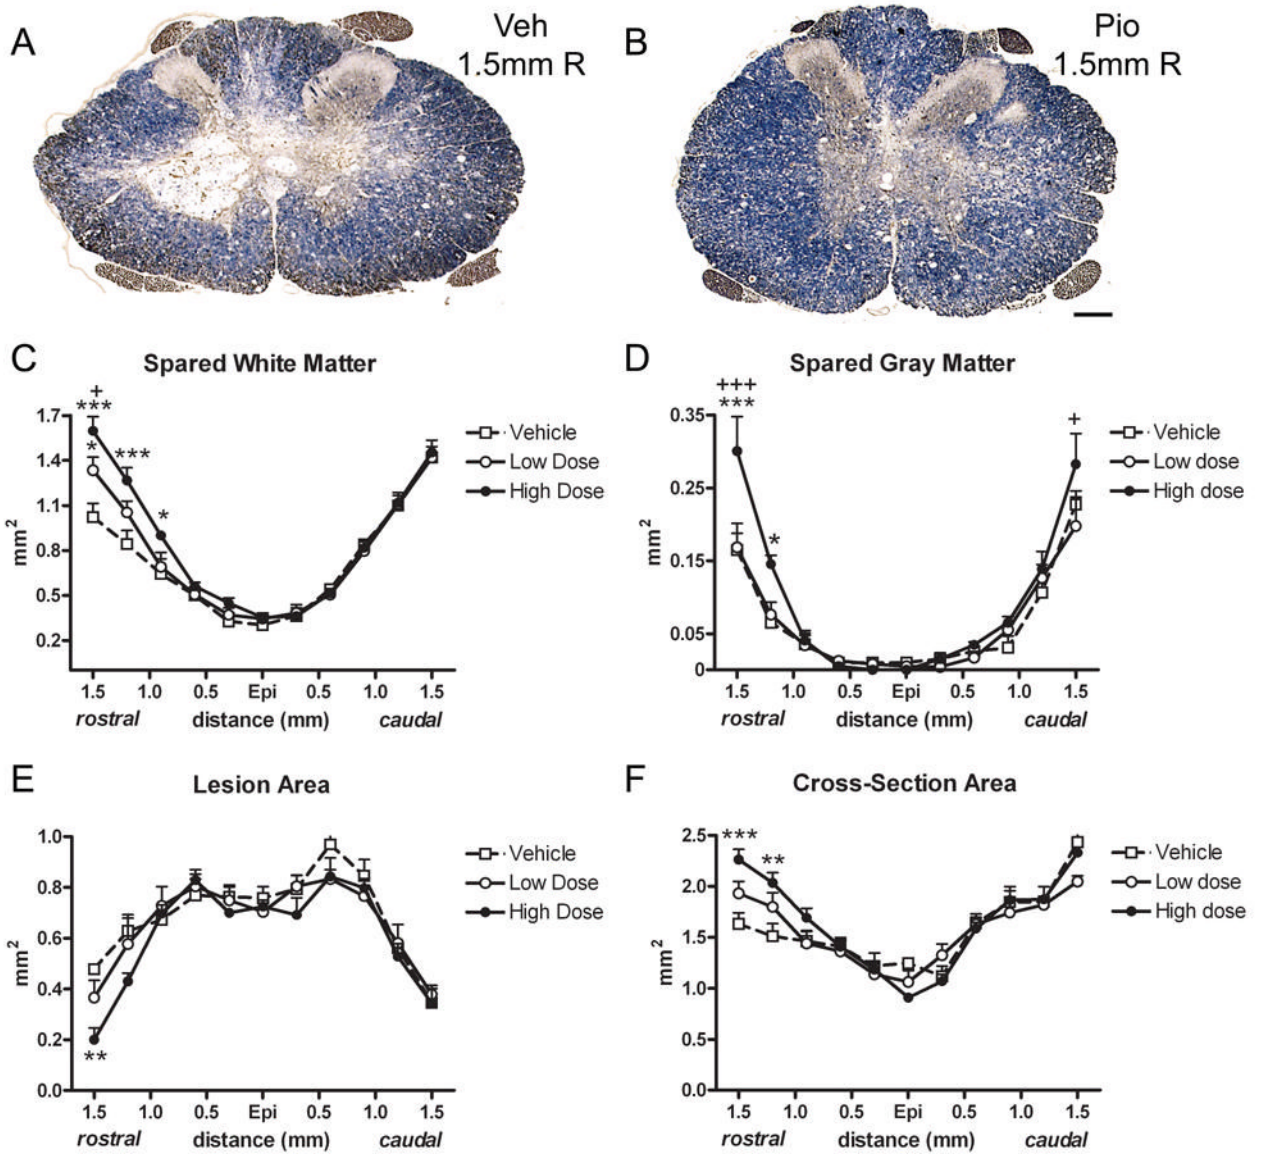 A
Veh
1.5mm R
B
Pio
1.5mm R
C
Spared White Matter
+
***
*
***
*
1.7
1.4
1.1
0.8
0.5
0.2
mm²
1.5 1.0 0.5 Epi 0.5 1.0 1.5
rostral distance (mm) caudal
Vehicle
Low Dose
High Dose
D
Spared Gray Matter
+++
***
*
+
0.35
0.25
0.15
0.05
0
mm²
1.5 1.0 0.5 Epi 0.5 1.0 1.5
rostral distance (mm) caudal
Vehicle
Low dose
High dose
E
Lesion Area
1.0
0.8
0.6
0.4
0.2
0.0
mm²
**
1.5 1.0 0.5 Epi 0.5 1.0 1.5
rostral distance (mm) caudal
Vehicle
Low Dose
High Dose
F
Cross-Section Area
***
**
2.5
2.0
1.5
1.0
0.5
0.0
mm²
1.5 1.0 0.5 Epi 0.5 1.0 1.5
rostral distance (mm) caudal
Vehicle
Low dose
High dose